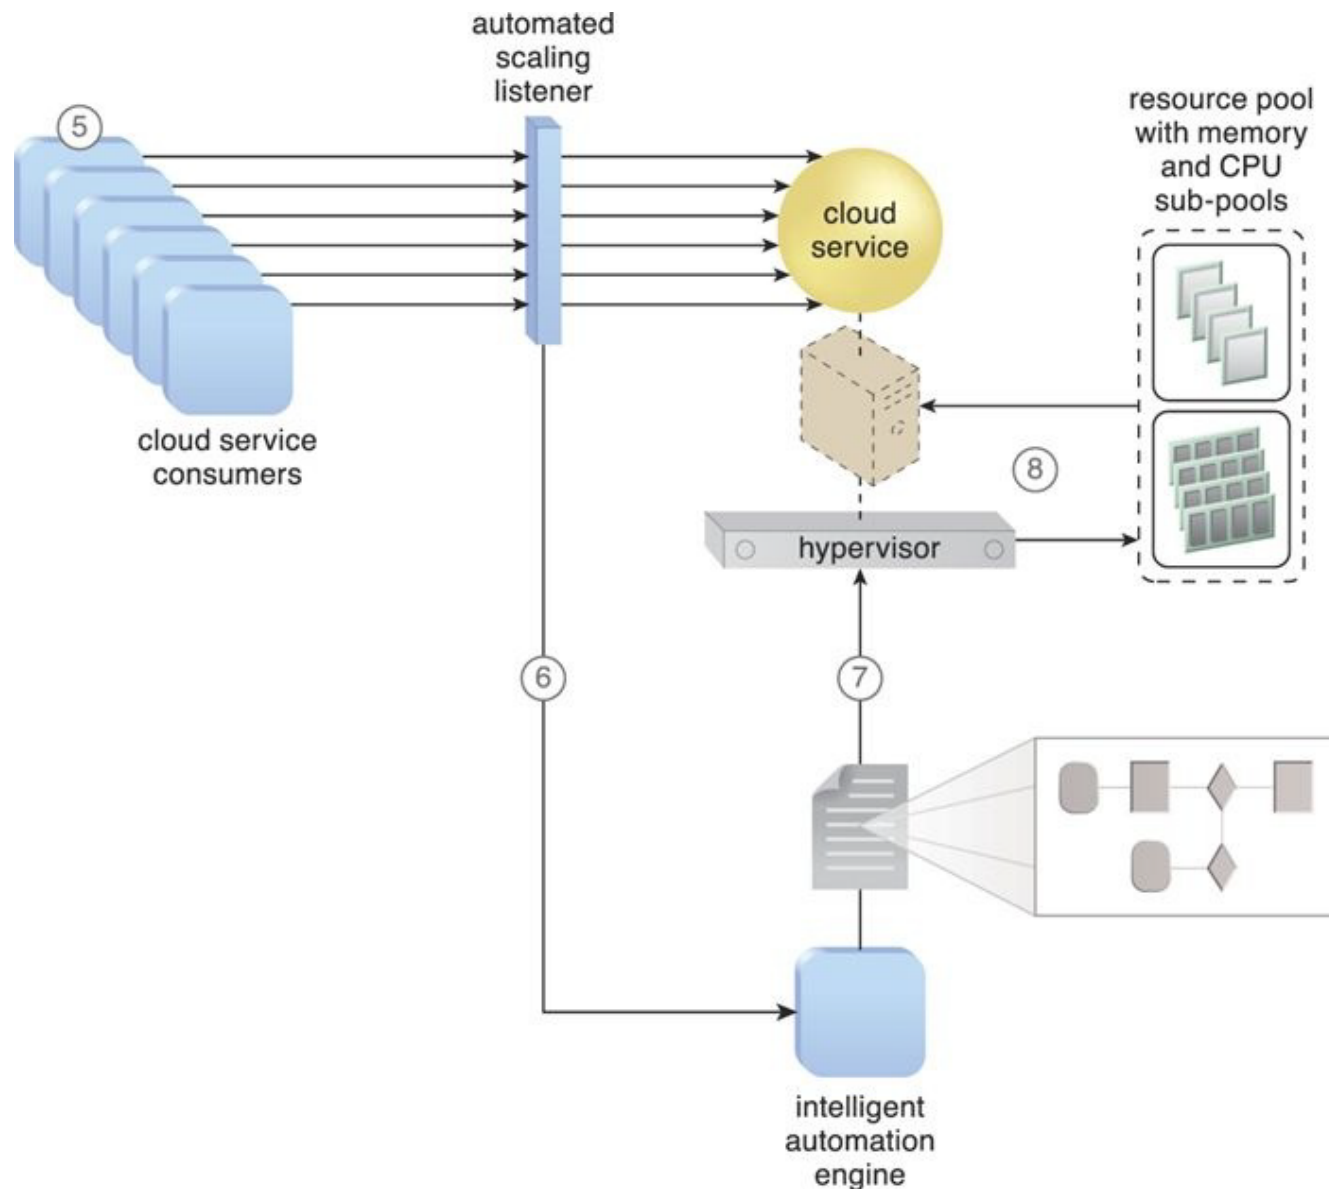 automated
scaling
listener
5
resource pool
with memory
and CPU
sub-pools
cloud
service
cloud service
consumers
8
hypervisor
6
7
intelligent
automation
engine